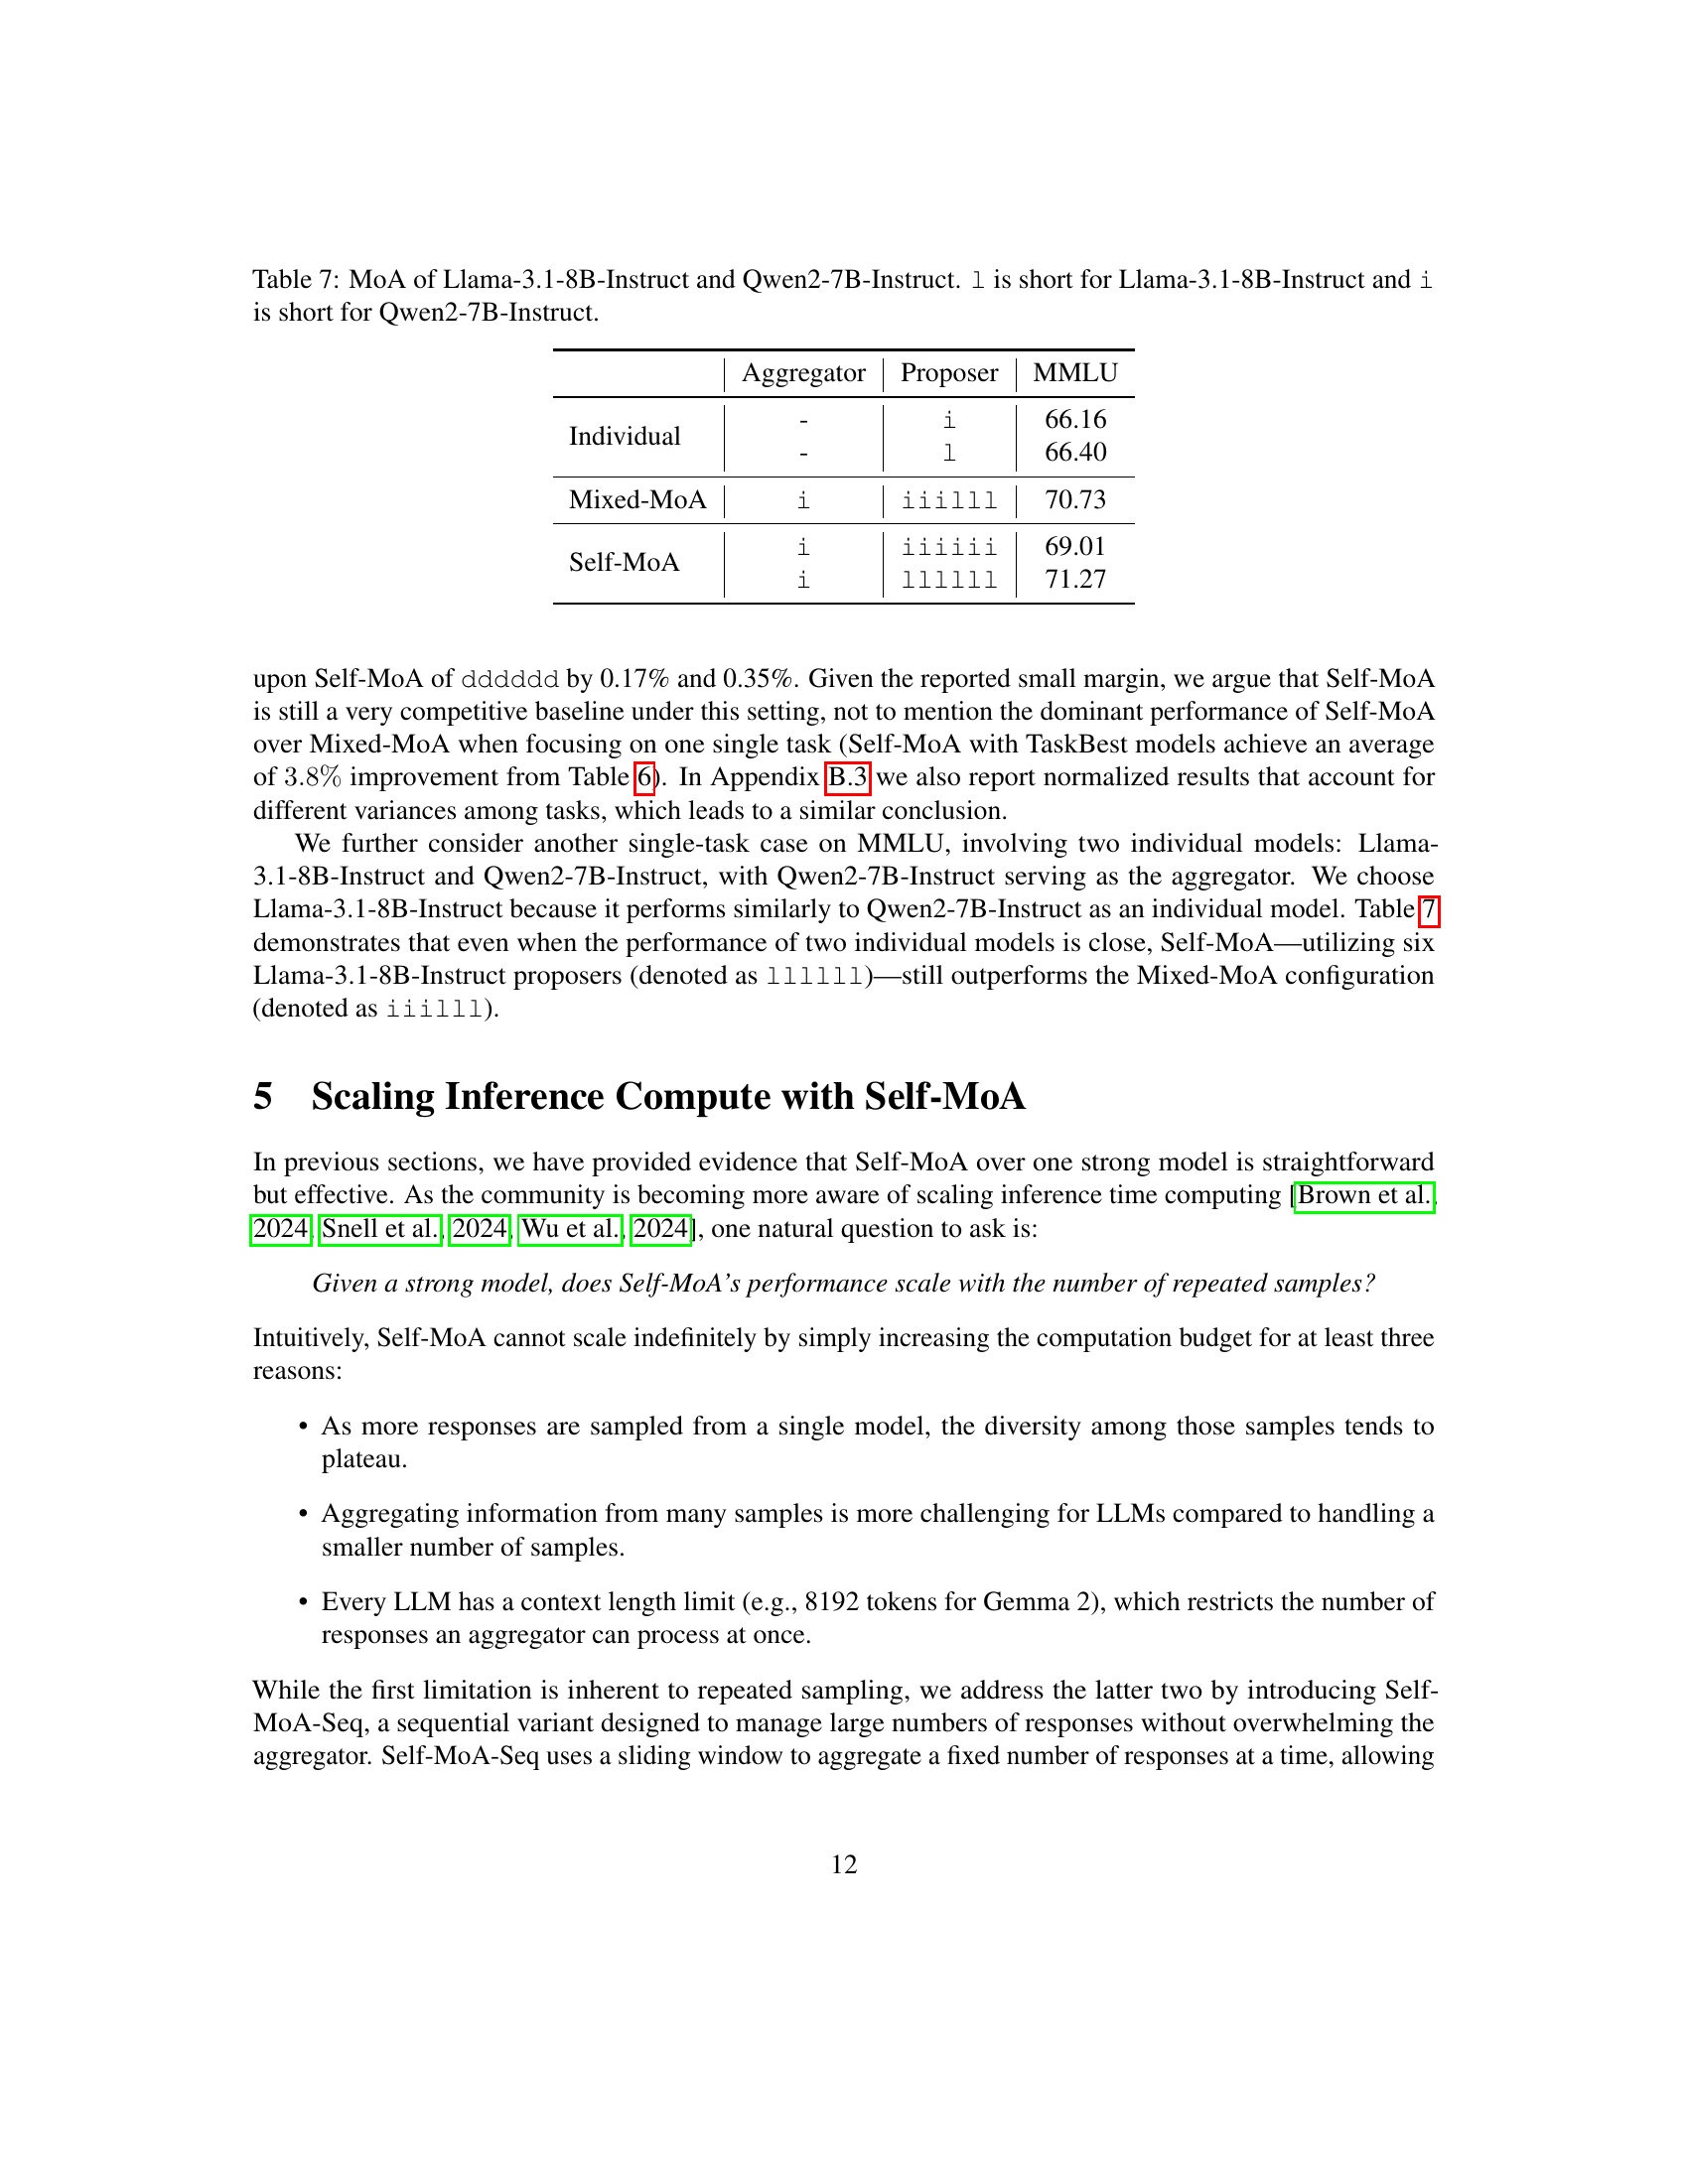 Table 7: MoA of Llama-3.1-8B-Instruct and Qwen2-7B-Instruct. l is short for Llama-3.1-8B-Instruct and i
is short for Qwen2-7B-Instruct.
Aggregator Proposer MMLU
Individual
- i 66.16
- l 66.40
Mixed-MoA i iiilll 70.73
Self-MoA
i iiiiii 69.01
i llllll 71.27
upon Self-MoA of dddddd by 0.17% and 0.35%. Given the reported small margin, we argue that Self-MoA
is still a very competitive baseline under this setting, not to mention the dominant performance of Self-MoA
over Mixed-MoA when focusing on one single task (Self-MoA with TaskBest models achieve an average
of 3.8% improvement from Table 6). In Appendix B.3 we also report normalized results that account for
different variances among tasks, which leads to a similar conclusion.
We further consider another single-task case on MMLU, involving two individual models: Llama-
3.1-8B-Instruct and Qwen2-7B-Instruct, with Qwen2-7B-Instruct serving as the aggregator. We choose
Llama-3.1-8B-Instruct because it performs similarly to Qwen2-7B-Instruct as an individual model. Table 7
demonstrates that even when the performance of two individual models is close, Self-MoA—utilizing six
Llama-3.1-8B-Instruct proposers (denoted as llllll)—still outperforms the Mixed-MoA configuration
(denoted as iiilll).
5 Scaling Inference Compute with Self-MoA
In previous sections, we have provided evidence that Self-MoA over one strong model is straightforward
but effective. As the community is becoming more aware of scaling inference time computing [Brown et al.,
2024, Snell et al., 2024, Wu et al., 2024], one natural question to ask is:
Given a strong model, does Self-MoA's performance scale with the number of repeated samples?
Intuitively, Self-MoA cannot scale indefinitely by simply increasing the computation budget for at least three
reasons:
• As more responses are sampled from a single model, the diversity among those samples tends to
plateau.
• Aggregating information from many samples is more challenging for LLMs compared to handling a
smaller number of samples.
• Every LLM has a context length limit (e.g., 8192 tokens for Gemma 2), which restricts the number of
responses an aggregator can process at once.
While the first limitation is inherent to repeated sampling, we address the latter two by introducing Self-
MoA-Seq, a sequential variant designed to manage large numbers of responses without overwhelming the
aggregator. Self-MoA-Seq uses a sliding window to aggregate a fixed number of responses at a time, allowing
12